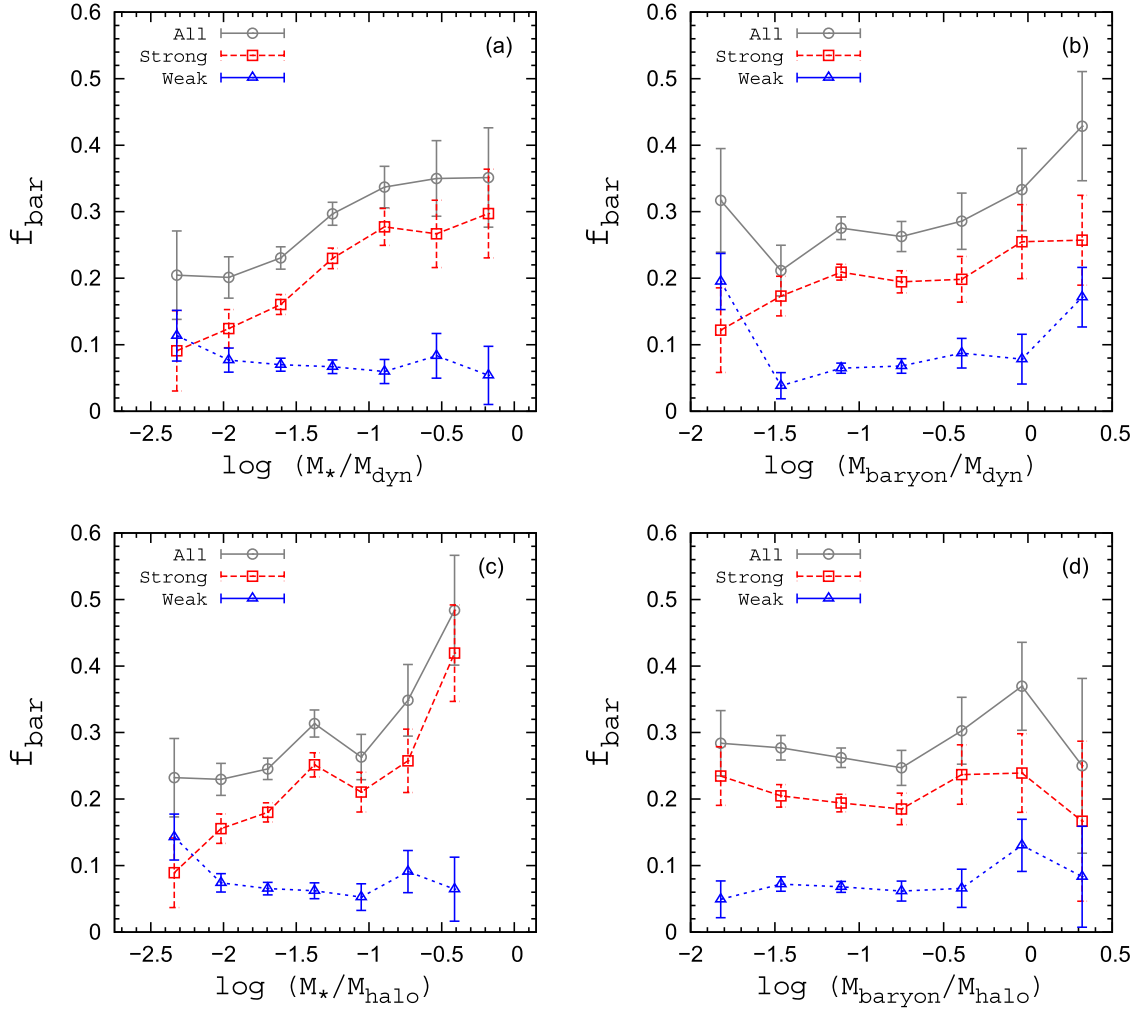 0.6
0.5
0.4
0.3
0.2
0.1
0
f_bar
All
Strong
Weak
(a)
−2.5 −2 −1.5 −1 −0.5 0
log (M_*/M_dyn)
0.6
0.5
0.4
0.3
0.2
0.1
0
f_bar
All
Strong
Weak
(b)
−2 −1.5 −1 −0.5 0 0.5
log (M_baryon/M_dyn)
0.6
0.5
0.4
0.3
0.2
0.1
0
f_bar
All
Strong
Weak
(c)
−2.5 −2 −1.5 −1 −0.5 0
log (M_*/M_halo)
0.6
0.5
0.4
0.3
0.2
0.1
0
f_bar
All
Strong
Weak
(d)
−2 −1.5 −1 −0.5 0 0.5
log (M_baryon/M_halo)